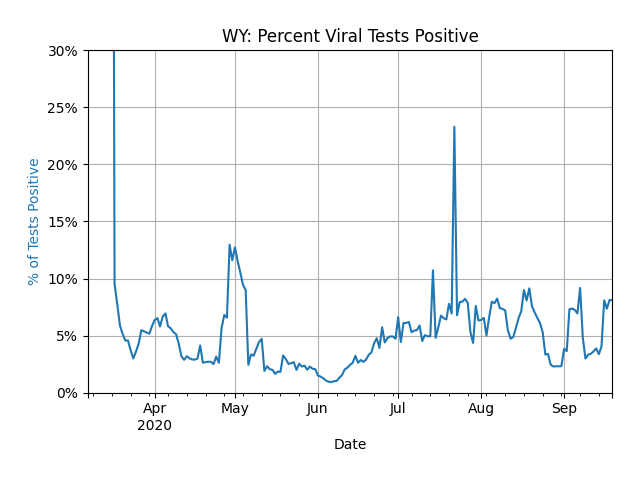 WY: Percent Viral Tests Positive
30%
25%
20%
15%
10%
5%
0%
% of Tests Positive
Apr
2020
May
Jun
Jul
Aug
Sep
Date